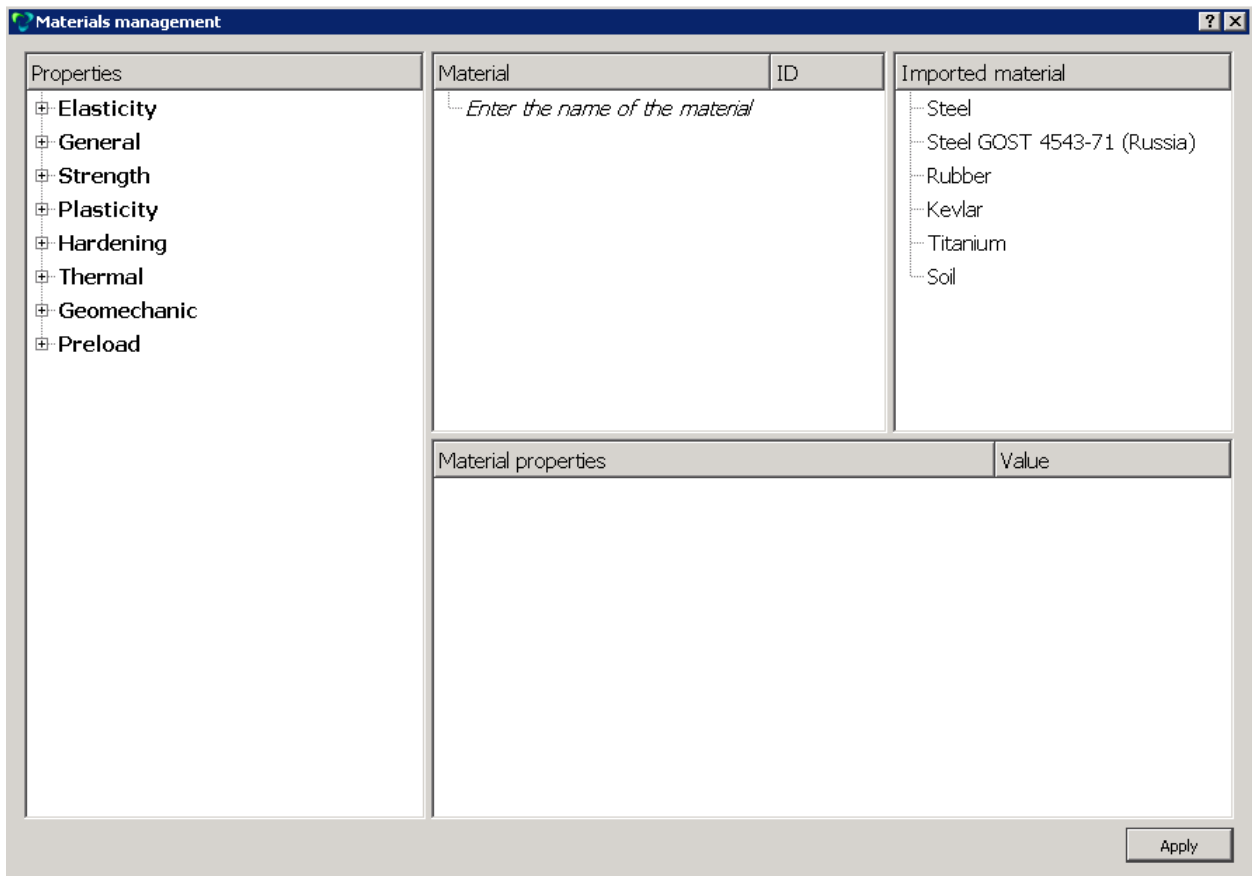 Materials management
Properties
Elasticity
General
Strength
Plasticity
Hardening
Thermal
Geomechanic
Preload
Material ID
Enter the name of the material
Imported material
Steel
Steel GOST 4543-71 (Russia)
Rubber
Kevlar
Titanium
Soil
Material properties Value
Apply